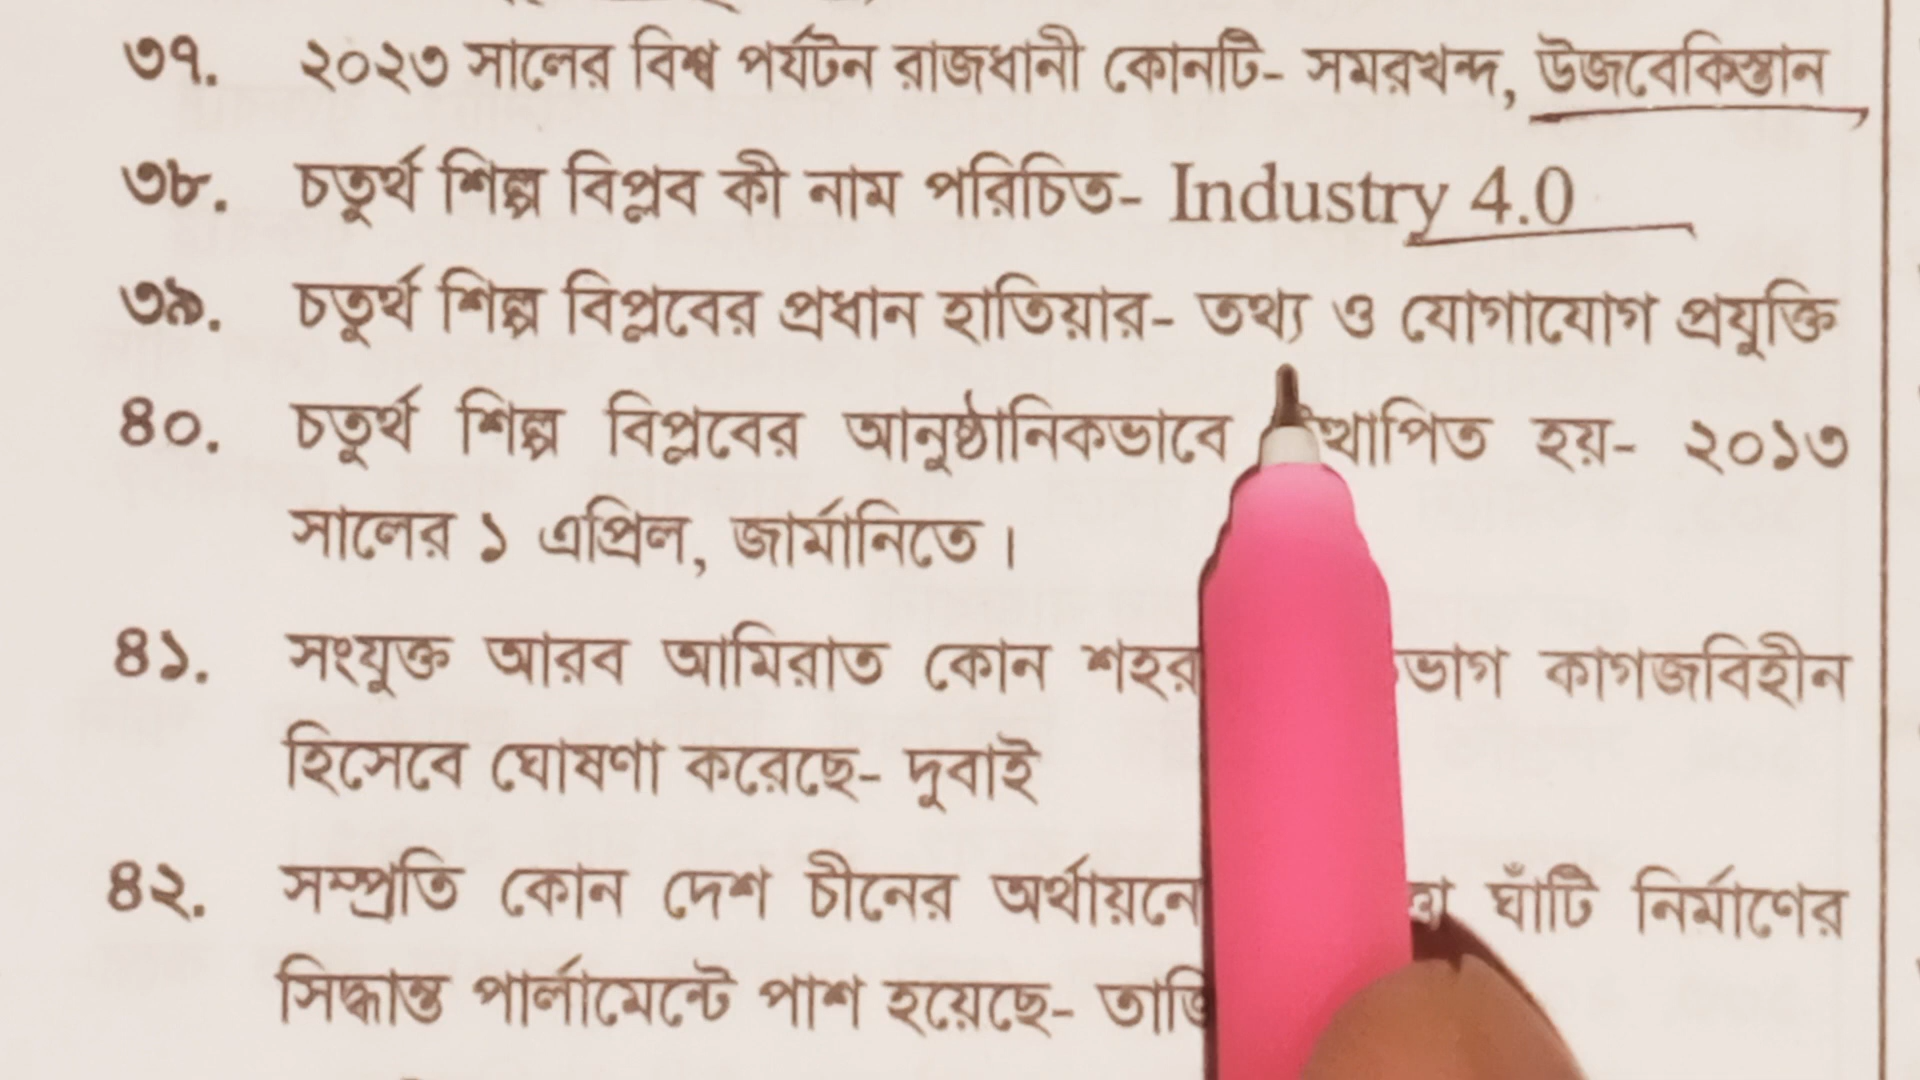 ৩৭. ২০২৩ সালের বিশ্ব পর্যটন রাজধানী কোনটি- সমরখন্দ, উজবেকিস্তান
৩৮. চতুর্থ শিল্প বিপ্লব কী নাম পরিচিত- Industry 4.0
৩৯. চতুর্থ শিল্প বিপ্লবের প্রধান হাতিয়ার- তথ্য ও যোগাযোগ প্রযুক্তি
৪০. চতুর্থ শিল্প বিপ্লবের আনুষ্ঠানিকভাবে হয়- ২০১৩
সালের ১ এপ্রিল, জার্মানিতে।
৪১. সংযুক্ত আরব আমিরাত কোন শহর কাগজবিহীন
হিসেবে ঘোষণা করেছে- দুবাই
৪২. সম্প্রতি কোন দেশ চীনের অর্থায়নে ঘাঁটি নির্মাণের
সিদ্ধান্ত পার্লামেন্টে পাশ হয়েছে-